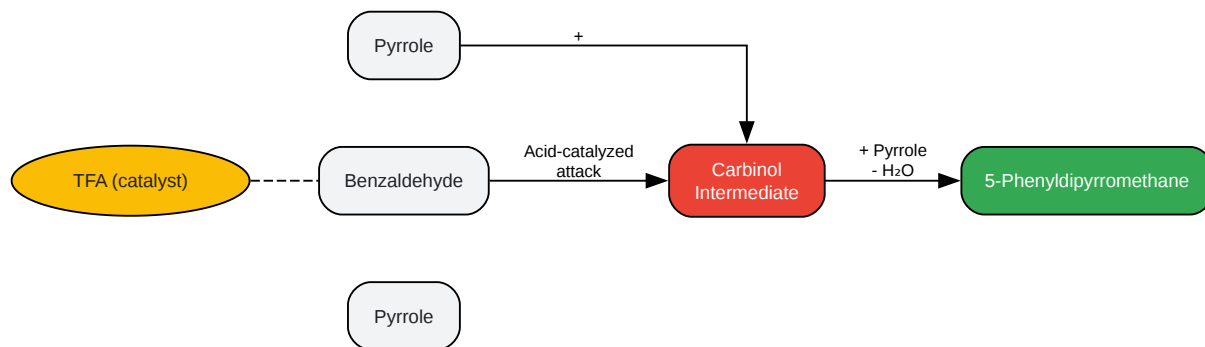 Pyrrole
+
TFA (catalyst)
Benzaldehyde
Acid-catalyzed
attack
Carbinol
Intermediate
+ Pyrrole
- H₂O
5-Phenyldipyrromethane
Pyrrole